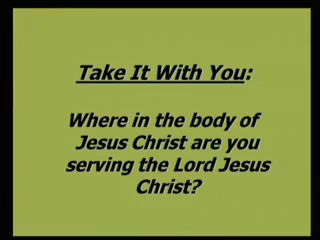 Take It With You:
Where in the body of
Jesus Christ are you
serving the Lord Jesus
Christ?